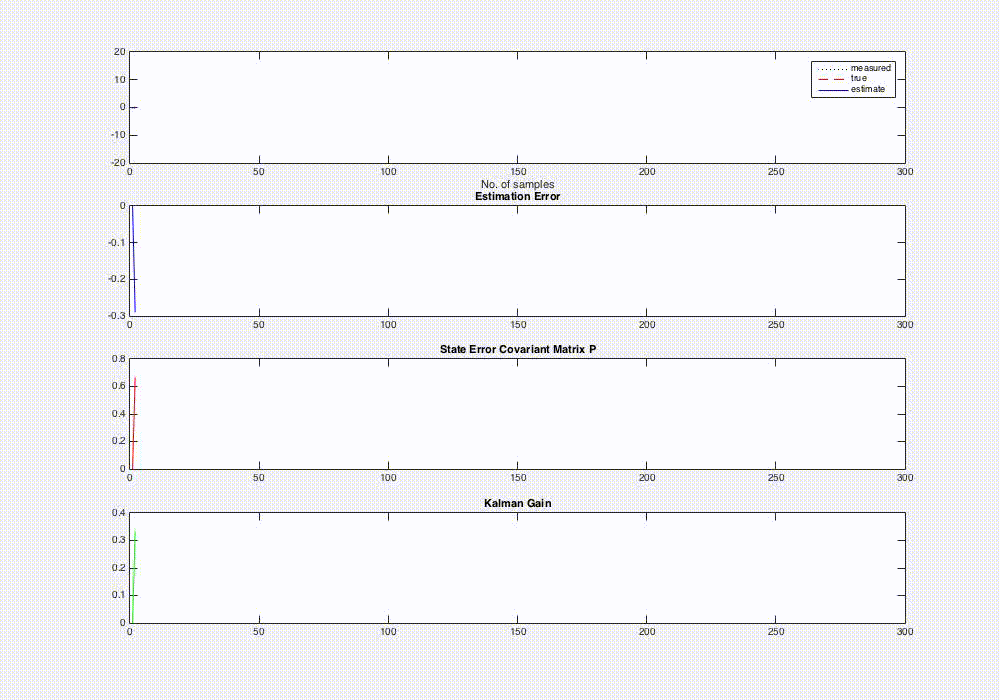 20
10
0
-10
-20
measured
true
estimate
0 50 100 150 200 250 300
No. of samples
Estimation Error
0
-0.1
-0.2
-0.3
0 50 100 150 200 250 300
State Error Covariant Matrix P
0.8
0.6
0.4
0.2
0
0 50 100 150 200 250 300
Kalman Gain
0.4
0.3
0.2
0.1
0
0 50 100 150 200 250 300